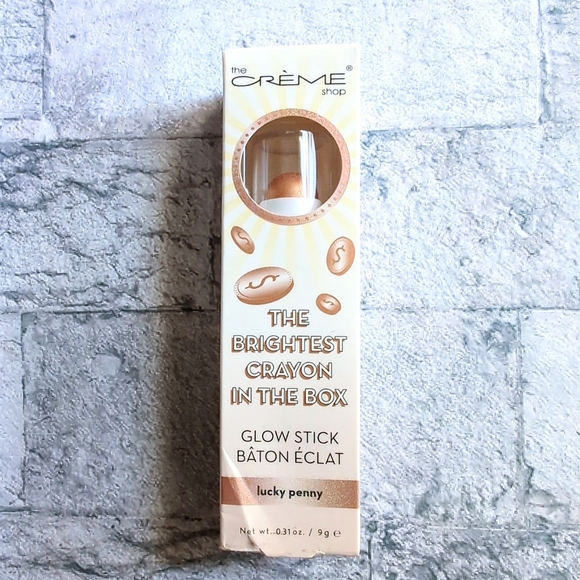 the
CRÈME®
shop
THE
BRIGHTEST
CRAYON
IN THE BOX
GLOW STICK
BÂTON ÉCLAT
lucky penny
Net wt. 0.31 oz. / 9g ℮